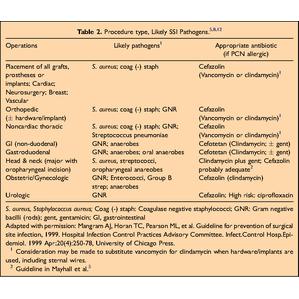 Table 2. Procedure type, Likely SSI Pathogens.5,8,12
Operations Likely pathogens1 Appropriate antibiotic
(if PCN allergic)
Placement of all grafts, S. aureus; coag (-) staph Cefazolin
prostheses or (Vancomycin or clindamycin)1
implants; Cardiac;
Neurosurgery; Breast;
Vascular
Orthopedic S. aureus; coag (-) staph; GNR Cefazolin
(± hardware/implant) (Vancomycin or clindamycin)1
Noncardiac thoracic S. aureus; coag (-) staph; GNR; Cefazolin
Streptococcus pneumoniae (Vancomycin or clindamycin)1
GI (non-duodenal) GNR; anaerobes Cefotetan (Clindamycin; ± gent)
Gastroduodenal GNR; anaerobes; oral anaerobes Cefotetan (Clindamycin; ± gent)
Head & neck (major with S. aureus, streptococci, Clindamycin plus gent; Cefazolin
oropharyngeal incision) oropharyngeal anarobes probably adequate2
Obstetric/Gynecologic GNR; Enterococci, Group B Cefazolin (clindamycin)
strep; anaerobes
Urologic GNR Cefazolin; High risk: ciprofloxacin
SSI, Staphylococcus aureus; Coag (-) staph: Coagulase negative staphylococci; GNR: Gram negative
bacilli (rods); gent, gentamicin; GI, gastrointestinal
Adapted with permission: Mangram AJ, Horan TC, Pearson ML, et al. Guideline for prevention of surgical
site infection, 1999. Hospital Infection Control Practices Advisory Committee. Infect.Control Hosp.Epi-
demiol. 1999 Apr;20(4):250-78, University of Chicago Press.
1 Consideration may be made to substitute vancomycin for clindamycin when hardware/implants are
used, including sternal wires.
2 Guideline in Mayhall et al.